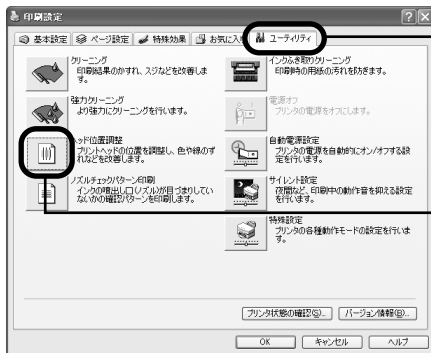 印刷設定
基本設定 ページ設定 特殊効果 お気に入 ユーティリティ
クリーニング
印刷結果のかすれ、スジなどを改善しま
す。
強力クリーニング
より強力にクリーニングを行います。
ヘッド位置調整
プリントヘッドの位置を調整し、色や線のず
れなどを改善します。
ノズルチェックパターン印刷
インクの噴出し口（ノズル）が目づまりしてい
ないかの確認パターンを印刷します。
インクふき取りクリーニング
印刷時の用紙の汚れを防ぎます。
電源オフ
プリンタの電源をオフにします。
自動電源設定
プリンタの電源を自動的にオン/オフする設
定を行います。
サイレント設定
夜間など、印刷中の動作音を抑える設定
を行います。
特殊設定
プリンタの各種動作モードの設定を行いま
す。
プリンタ状態の確認(S)... バージョン情報(B)...
OK キャンセル ヘルプ